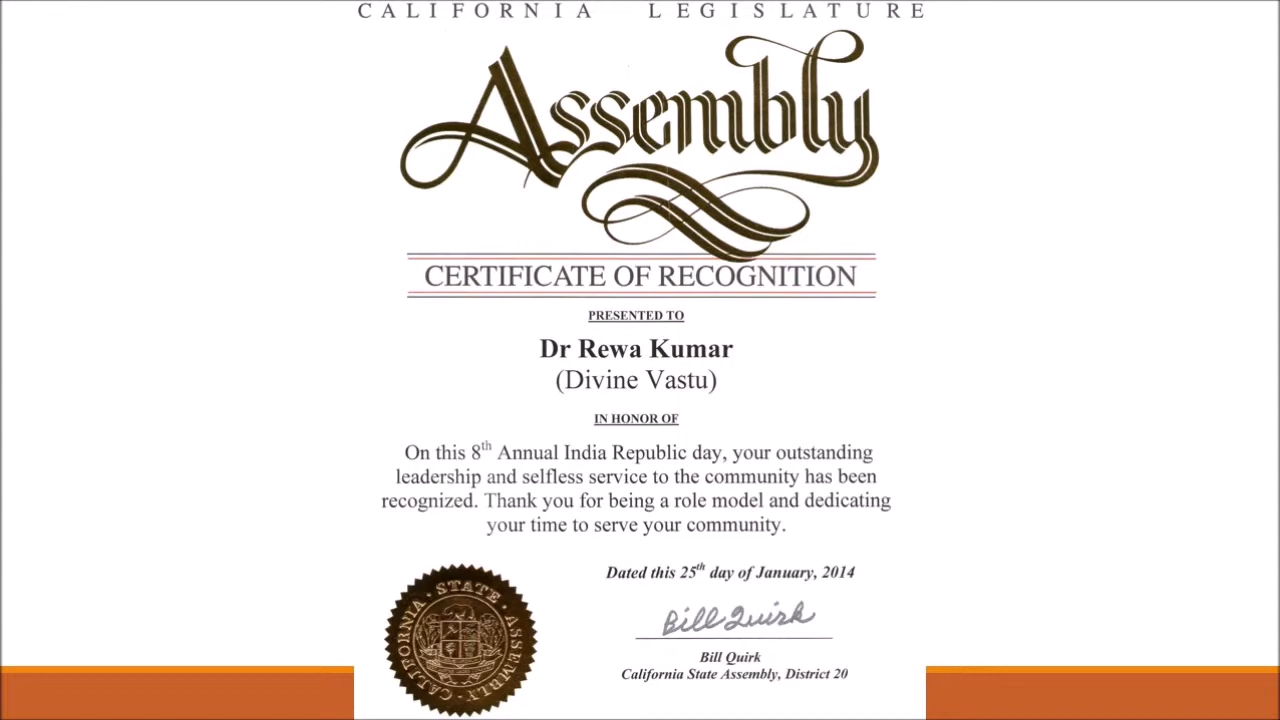 CALIFORNIA LEGISLATURE
Assembly
CERTIFICATE OF RECOGNITION
PRESENTED TO
Dr Rewa Kumar
(Divine Vastu)
IN HONOR OF
On this 8th Annual India Republic day, your outstanding
leadership and selfless service to the community has been
recognized. Thank you for being a role model and dedicating
your time to serve your community.
Dated this 25th day of January, 2014
Bill Quirk
Bill Quirk
California State Assembly, District 20
CALIFORNIA · STATE · ASSEMBLY ·